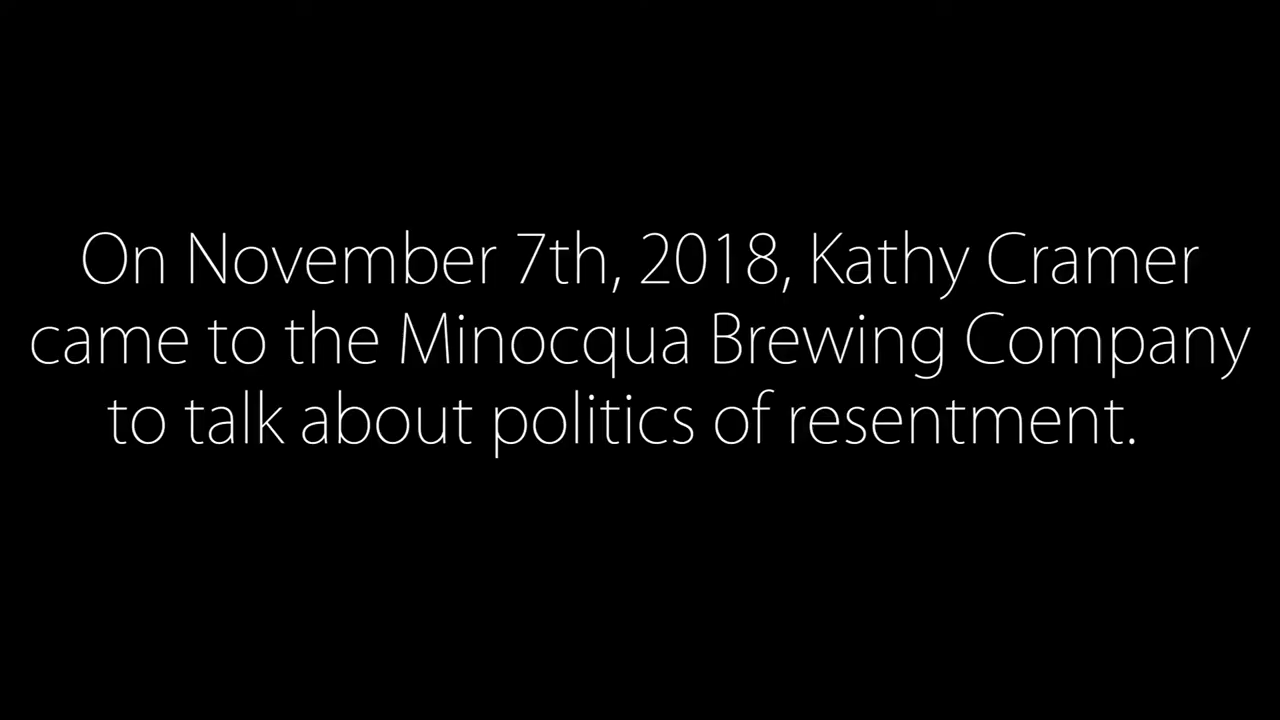 On November 7th, 2018, Kathy Cramer
came to the Minocqua Brewing Company
to talk about politics of resentment.